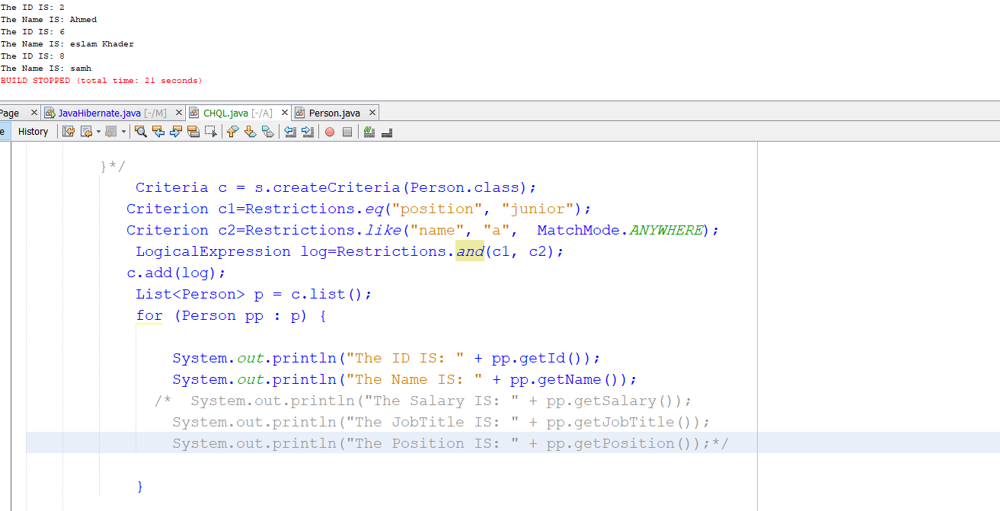 The ID IS: 2
The Name IS: Ahmed
The ID IS: 6
The Name IS: eslam Khader
The ID IS: 8
The Name IS: samh
BUILD STOPPED (total time: 21 seconds)
Page JavaHibernate.java [-/M] CHQL.java [-/A] Person.java
e History
}*/
Criteria c = s.createCriteria(Person.class);
Criterion c1=Restrictions.eq("position", "junior");
Criterion c2=Restrictions.like("name", "a",  MatchMode.ANYWHERE);
LogicalExpression log=Restrictions.and(c1, c2);
c.add(log);
List<Person> p = c.list();
for (Person pp : p) {
System.out.println("The ID IS: " + pp.getId());
System.out.println("The Name IS: " + pp.getName());
/*  System.out.println("The Salary IS: " + pp.getSalary());
System.out.println("The JobTitle IS: " + pp.getJobTitle());
System.out.println("The Position IS: " + pp.getPosition());*/
}